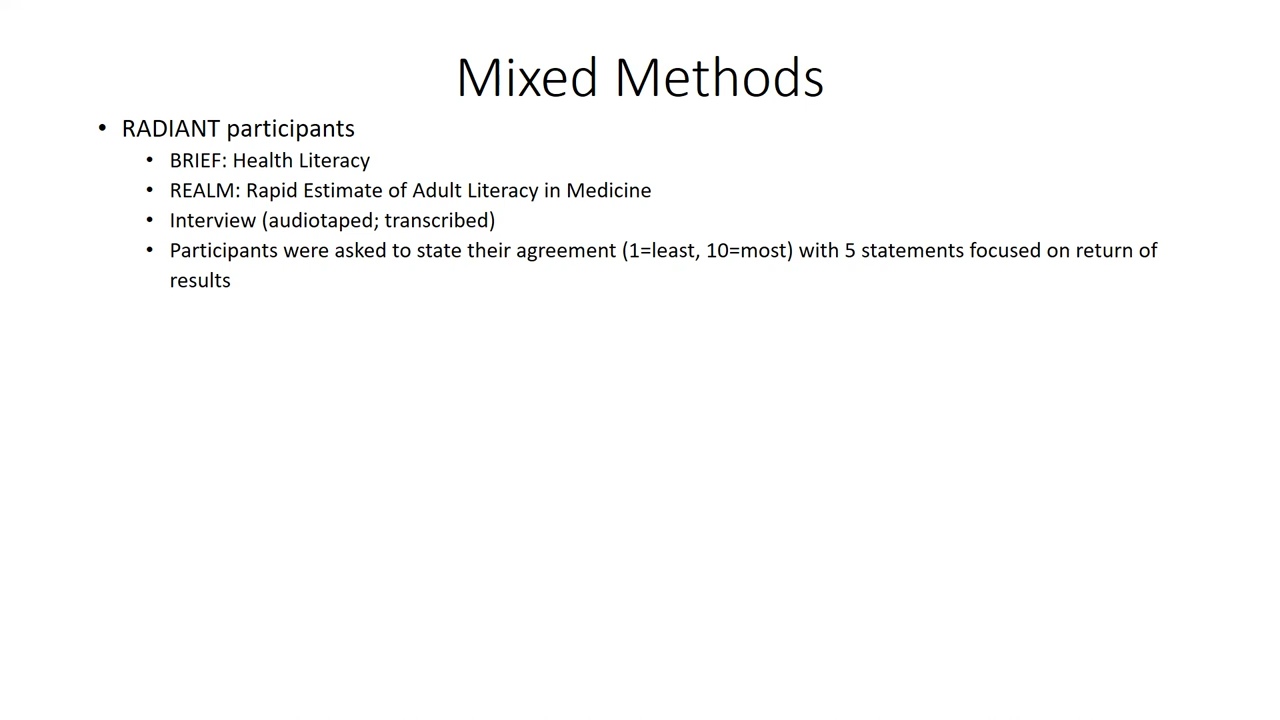 Mixed Methods
• RADIANT participants
• BRIEF: Health Literacy
• REALM: Rapid Estimate of Adult Literacy in Medicine
• Interview (audiotaped; transcribed)
• Participants were asked to state their agreement (1=least, 10=most) with 5 statements focused on return of
results